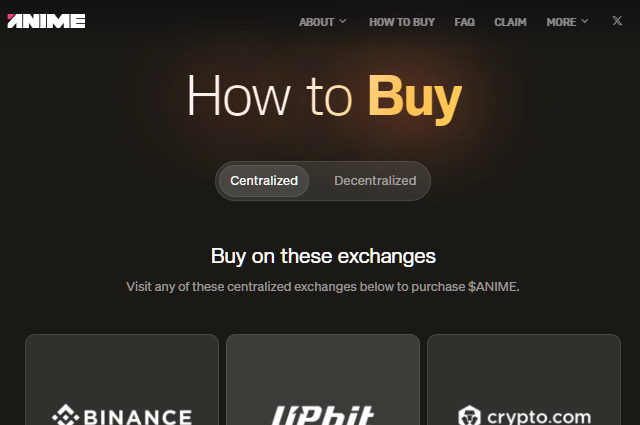 ANIME
ABOUT HOW TO BUY FAQ CLAIM MORE X
How to Buy
Centralized Decentralized
Buy on these exchanges
Visit any of these centralized exchanges below to purchase $ANIME.
BINANCE UPbit crypto.com